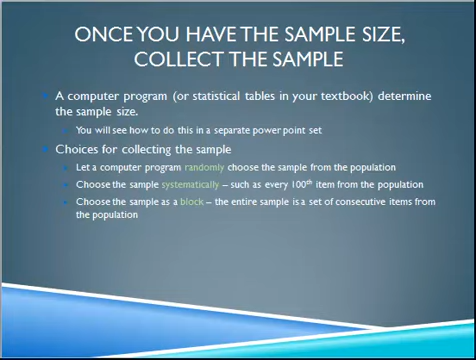 ONCE YOU HAVE THE SAMPLE SIZE,
COLLECT THE SAMPLE
A computer program (or statistical tables in your textbook) determine
the sample size.
You will see how to do this in a separate power point set
Choices for collecting the sample
Let a computer program randomly choose the sample from the population
Choose the sample systematically – such as every 100th item from the population
Choose the sample as a block – the entire sample is a set of consecutive items from
the population